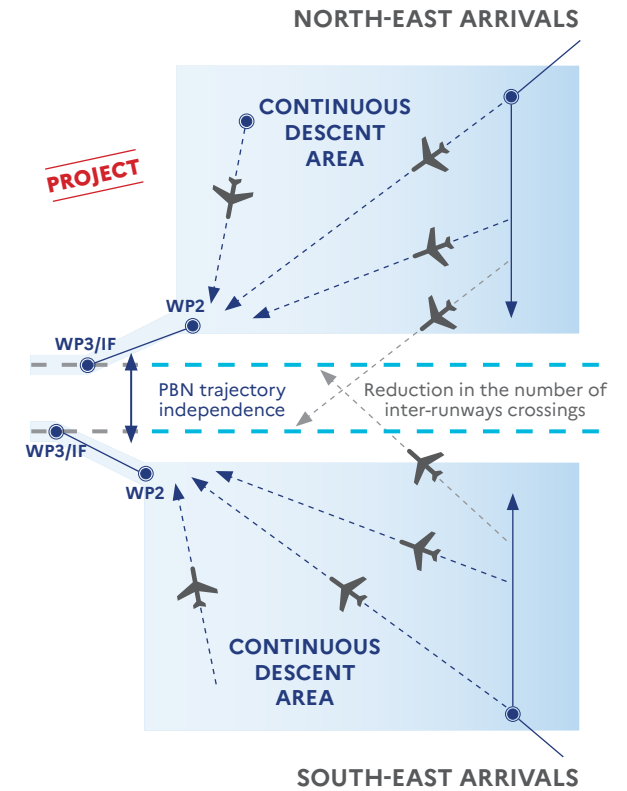 NORTH-EAST ARRIVALS
CONTINUOUS
DESCENT
AREA
PROJECT
WP2
WP3/IF
PBN trajectory
independence
Reduction in the number of
inter-runways crossings
WP3/IF
WP2
CONTINUOUS
DESCENT
AREA
SOUTH-EAST ARRIVALS